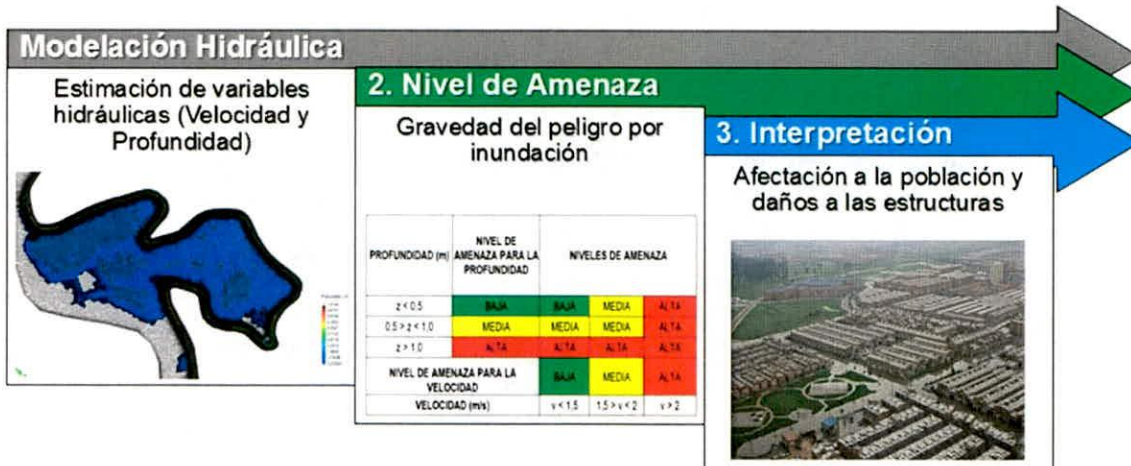 Modelación Hidráulica
Estimación de variables
hidráulicas (Velocidad y
Profundidad)
2. Nivel de Amenaza
Gravedad del peligro por
inundación
PROFUNDIDAD (m) NIVEL DE AMENAZA PARA LA PROFUNDIDAD NIVELES DE AMENAZA
z < 0.5 BAJA BAJA MEDIA ALTA
0.5 > z < 1.0 MEDIA MEDIA MEDIA ALTA
z > 1.0 ALTA ALTA ALTA ALTA
NIVEL DE AMENAZA PARA LA VELOCIDAD BAJA MEDIA ALTA
VELOCIDAD (m/s) v < 1,5 1,5 > v < 2 v > 2
3. Interpretación
Afectación a la población y
daños a las estructuras